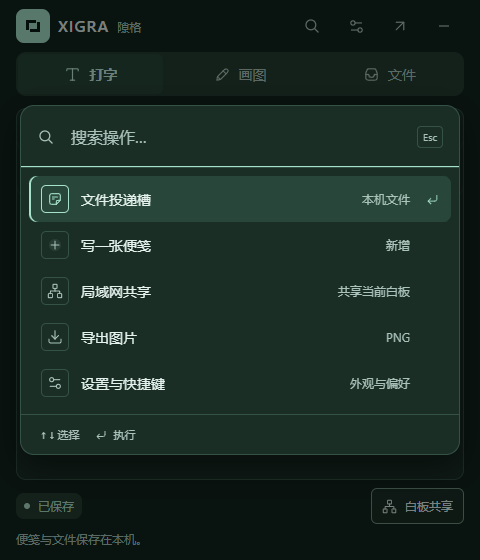 XIGRA 隙格
打字 画图 文件
搜索操作... Esc
文件投递槽 本机文件
写一张便笺 新增
局域网共享 共享当前白板
导出图片 PNG
设置与快捷键 外观与偏好
↑↓选择 ↵ 执行
已保存 白板共享
便笺与文件保存在本机。